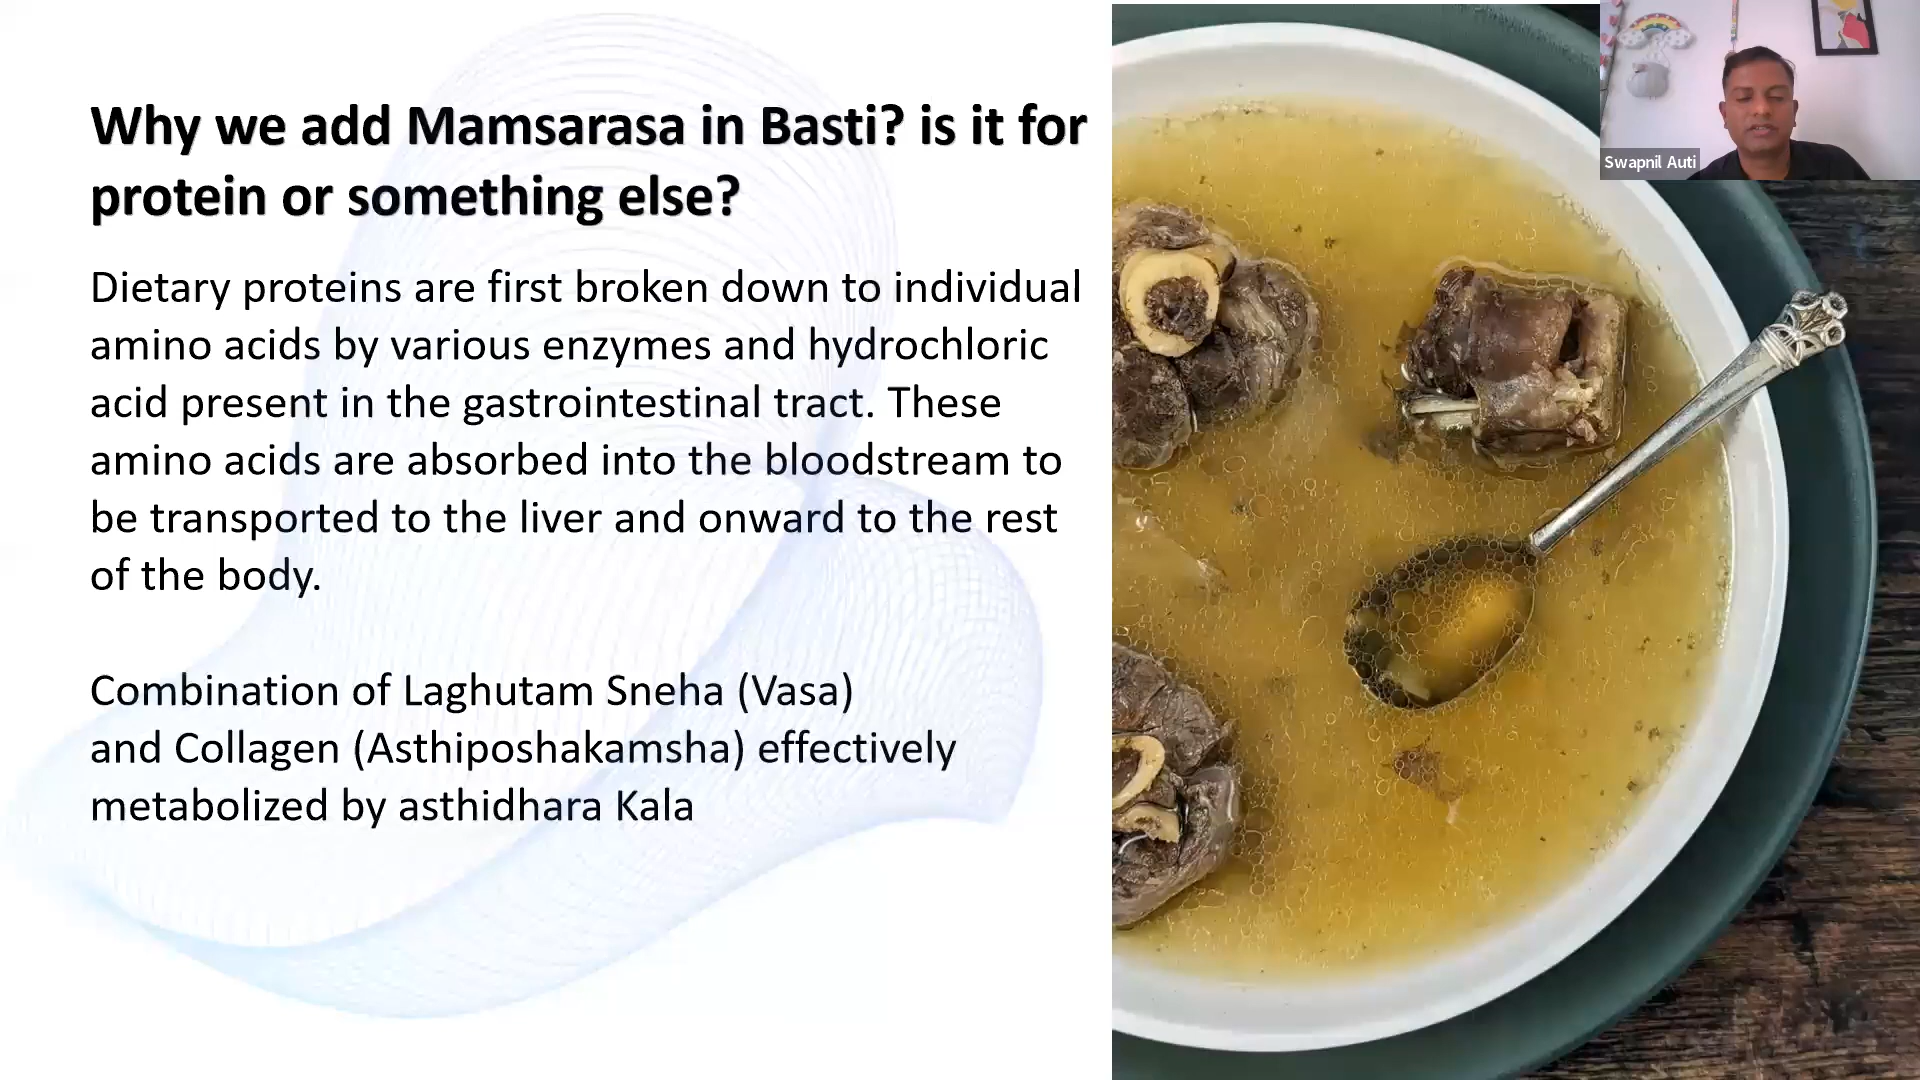 Why we add Mamsarasa in Basti? is it for
protein or something else?
Dietary proteins are first broken down to individual
amino acids by various enzymes and hydrochloric
acid present in the gastrointestinal tract. These
amino acids are absorbed into the bloodstream to
be transported to the liver and onward to the rest
of the body.
Combination of Laghutam Sneha (Vasa)
and Collagen (Asthiposhakamsha) effectively
metabolized by asthidhara Kala
Swapnil Auti